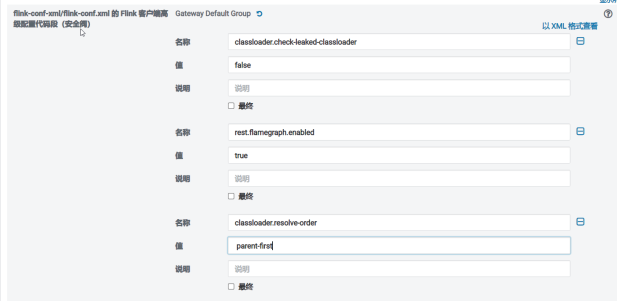 flink-conf-xml/flink-conf.xml 的 Flink 客户端高 Gateway Default Group
级配置代码段（安全阀）
以 XML 格式查看
名称 classloader.check-leaked-classloader
值 false
说明 说明
最终
名称 rest.flamegraph.enabled
值 true
说明 说明
最终
名称 classloader.resolve-order
值 parent-first
说明 说明
最终